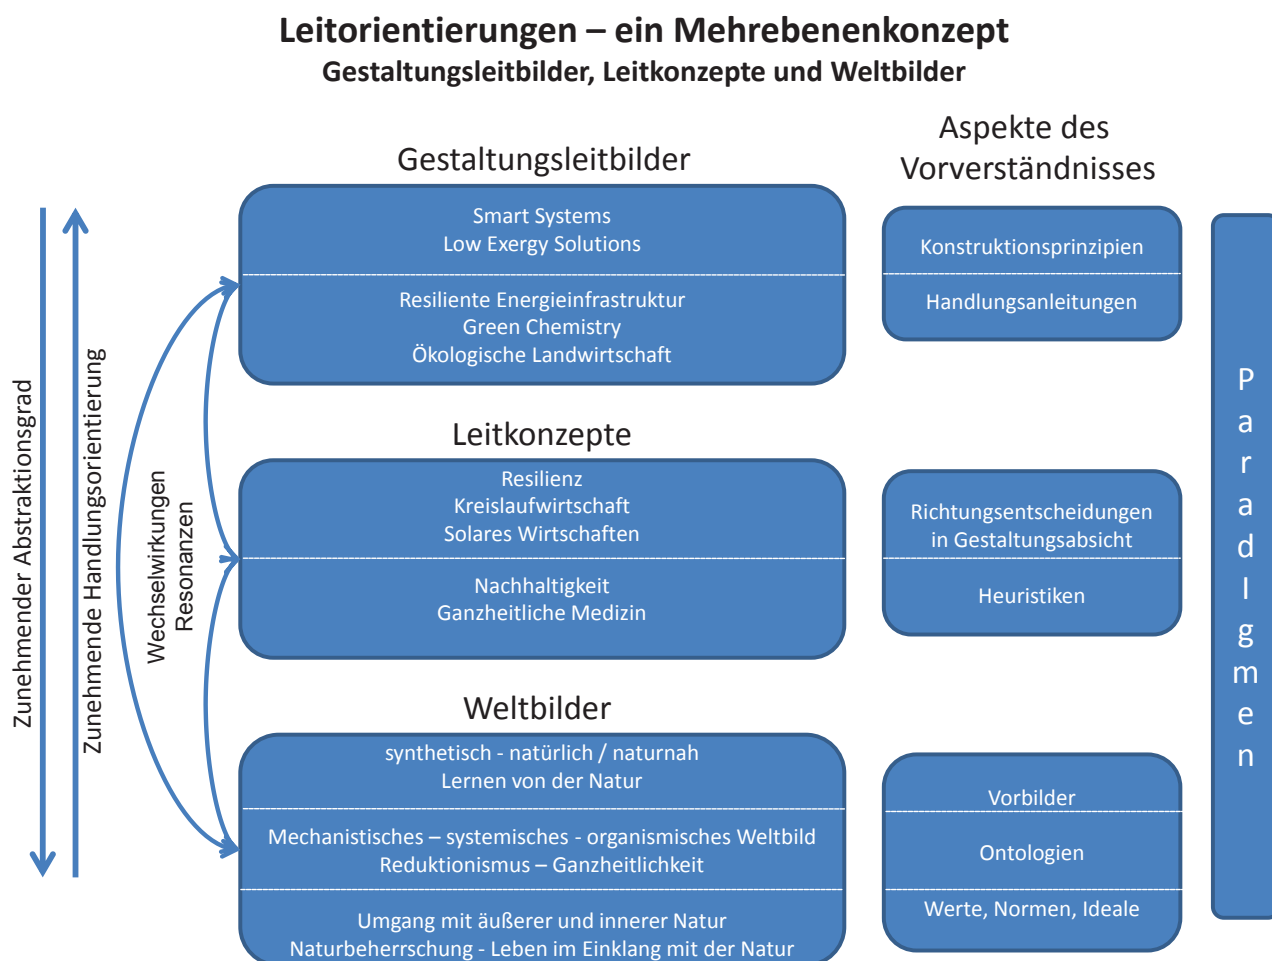 Leitorientierungen – ein Mehrebenenkonzept
Gestaltungsleitbilder, Leitkonzepte und Weltbilder
Zunehmender Abstraktionsgrad
Zunehmende Handlungsorientierung
Wechselwirkungen
Resonanzen
Gestaltungsleitbilder
Smart Systems
Low Exergy Solutions
Resiliente Energieinfrastruktur
Green Chemistry
Ökologische Landwirtschaft
Leitkonzepte
Resilienz
Kreislaufwirtschaft
Solares Wirtschaften
Nachhaltigkeit
Ganzheitliche Medizin
Weltbilder
synthetisch - natürlich / naturnah
Lernen von der Natur
Mechanistisches – systemisches - organismisches Weltbild
Reduktionismus – Ganzheitlichkeit
Umgang mit äußerer und innerer Natur
Naturbeherrschung - Leben im Einklang mit der Natur
Aspekte des
Vorverständnisses
Konstruktionsprinzipien
Handlungsanleitungen
Richtungsentscheidungen
in Gestaltungsabsicht
Heuristiken
Vorbilder
Ontologien
Werte, Normen, Ideale
P
a
r
a
d
I
g
m
e
n